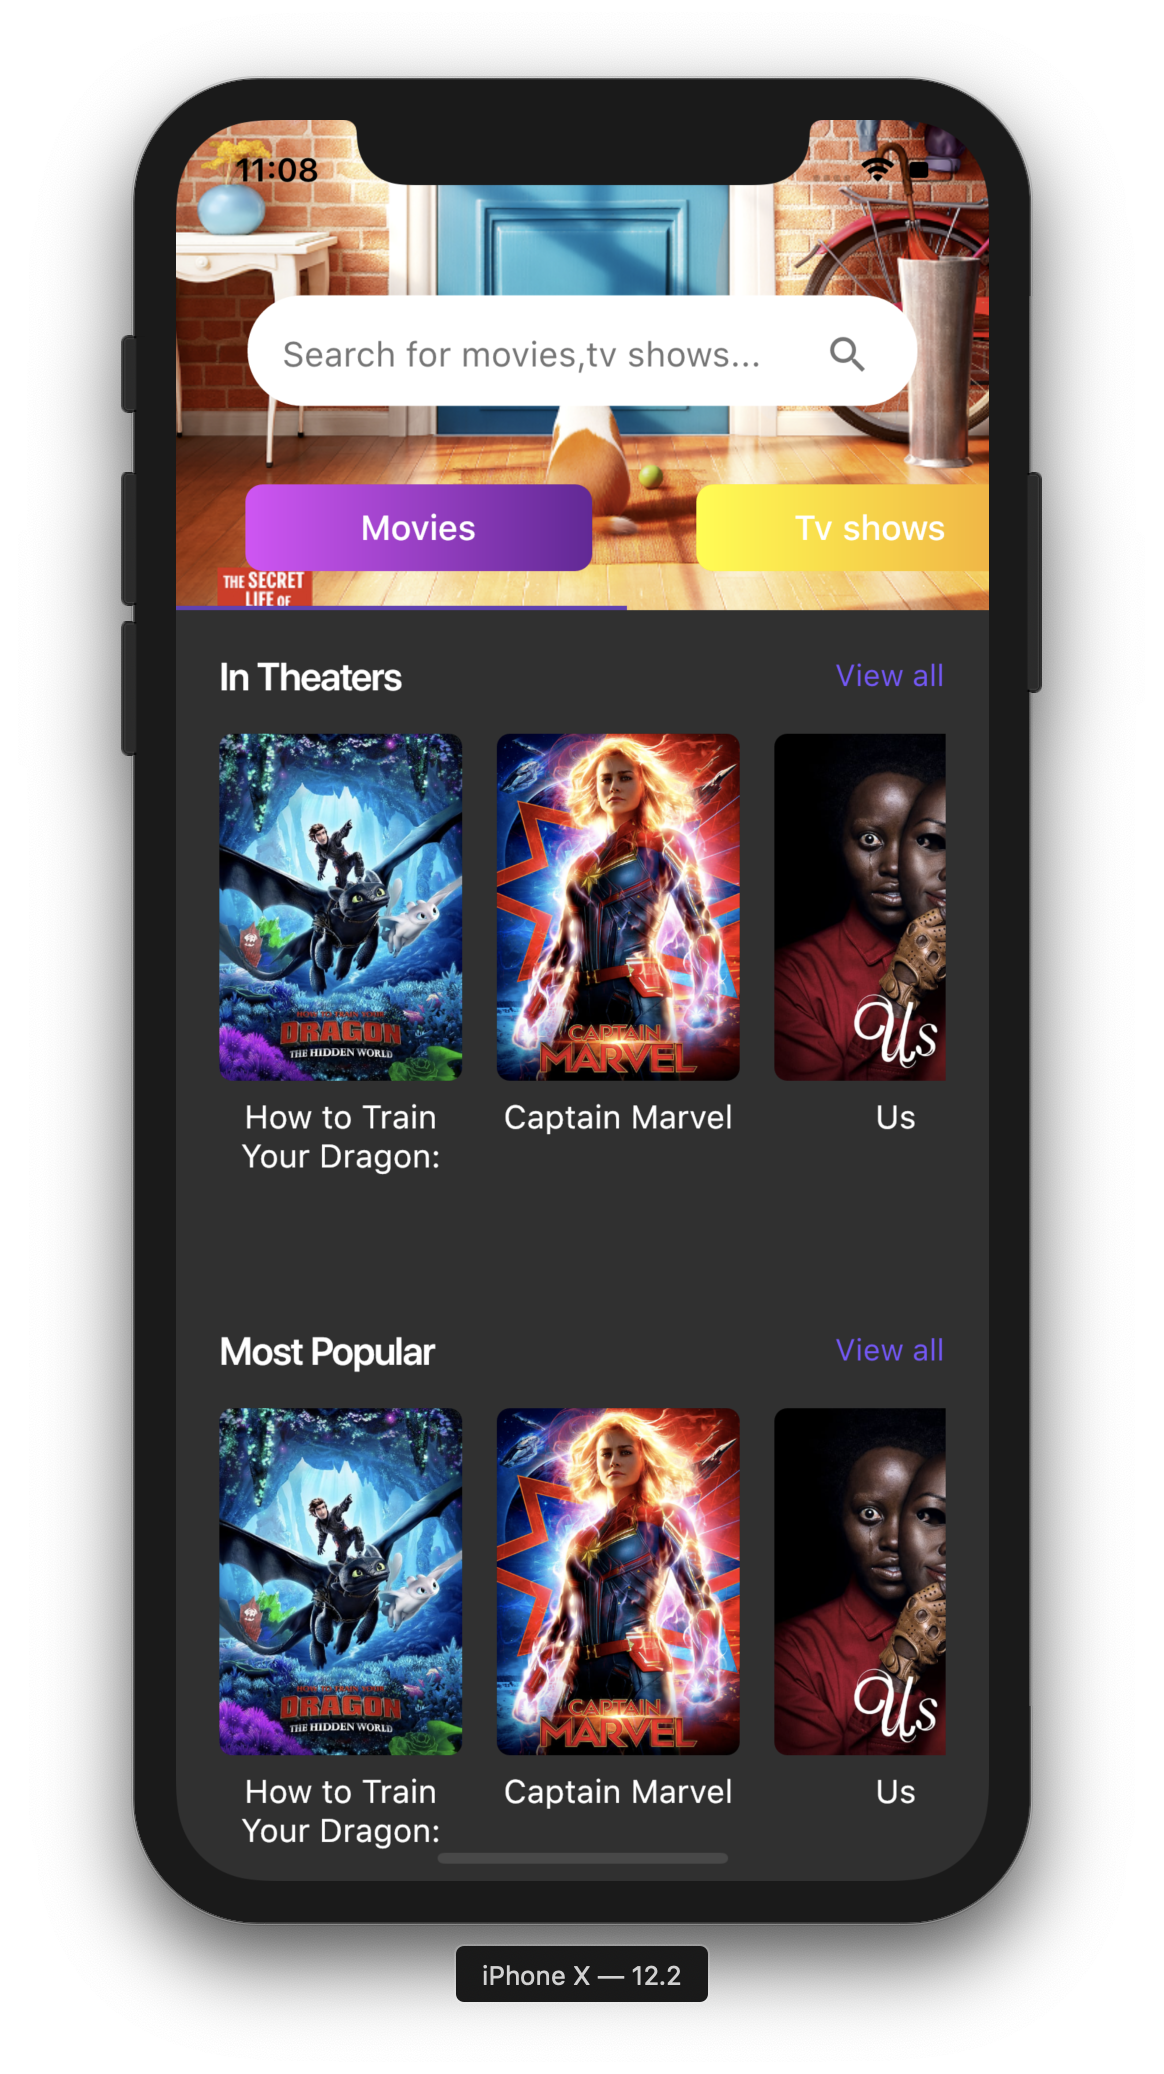 11:08
Search for movies,tv shows...
Movies
Tv shows
THE SECRET
LIFE OF
In Theaters
View all
HOW TO TRAIN YOUR
DRAGON
THE HIDDEN WORLD
CAPTAIN
MARVEL
Us
How to Train
Your Dragon:
Captain Marvel
Us
Most Popular
View all
HOW TO TRAIN YOUR
DRAGON
THE HIDDEN WORLD
CAPTAIN
MARVEL
Us
How to Train
Your Dragon:
Captain Marvel
Us
iPhone X — 12.2